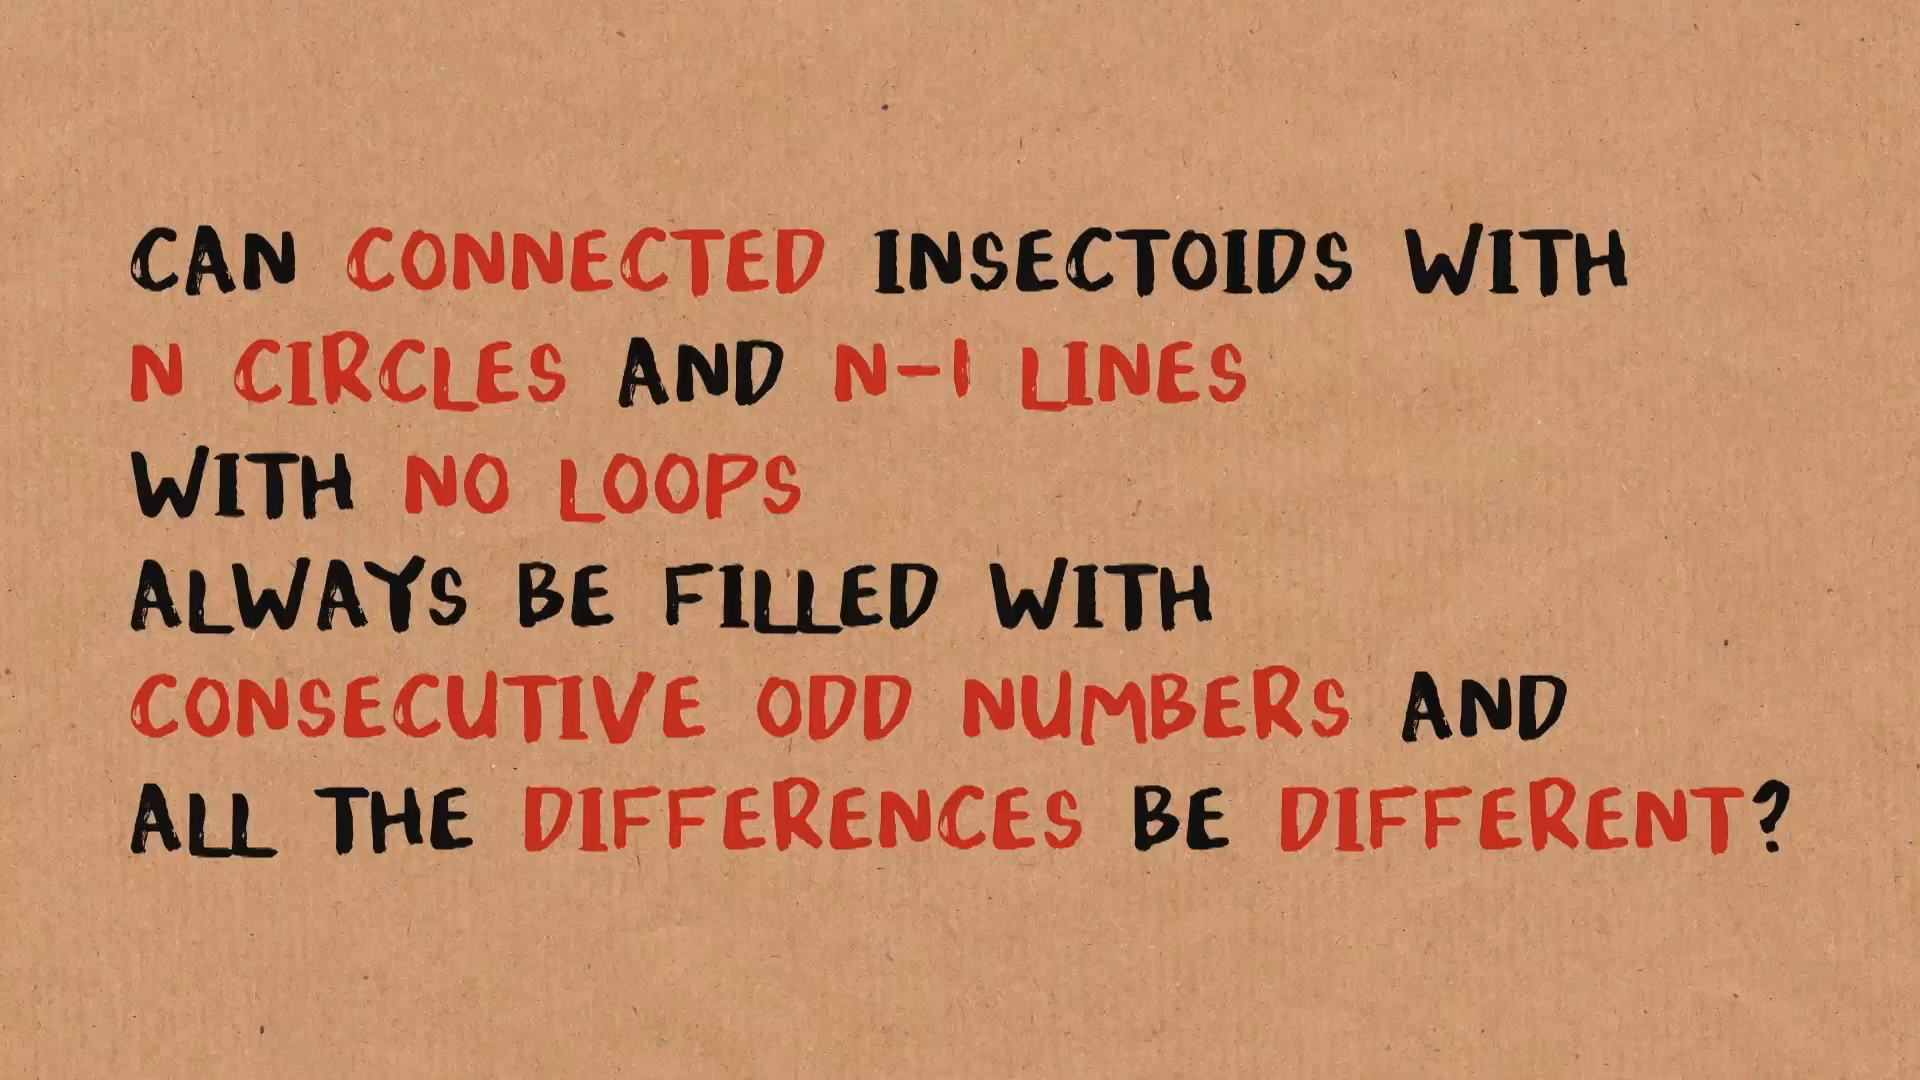 CAN CONNECTED INSECTOIDS WITH
N CIRCLES AND N-1 LINES
WITH NO LOOPS
ALWAYS BE FILLED WITH
CONSECUTIVE ODD NUMBERS AND
ALL THE DIFFERENCES BE DIFFERENT?